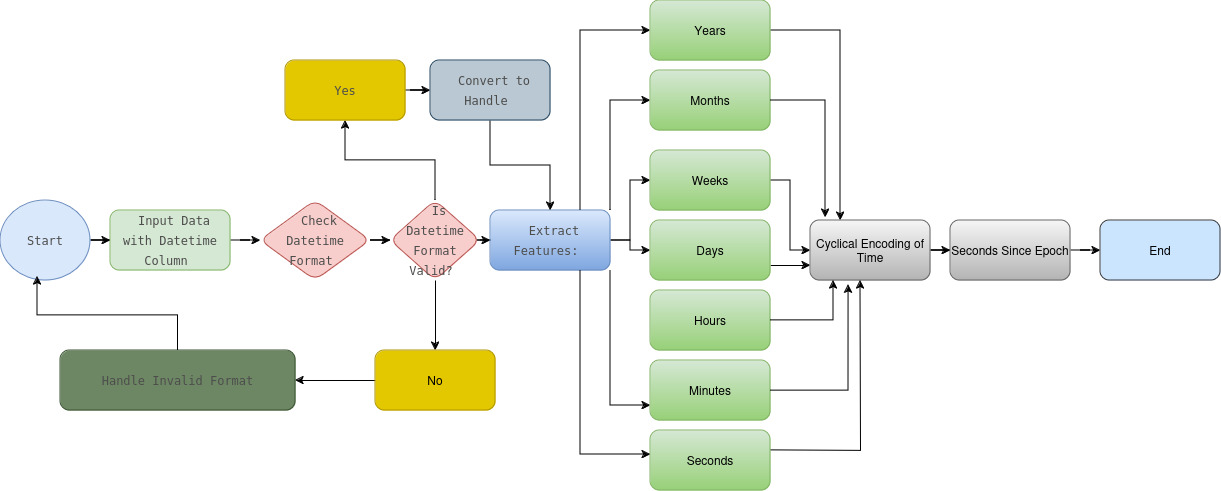 Years
Months
Yes
Convert to
Handle
Weeks
Start
Input Data
with Datetime
Column
Check
Datetime
Format
Is
Datetime
Format
Valid?
Extract
Features:
Days
Cyclical Encoding of
Time
Seconds Since Epoch
End
Hours
Handle Invalid Format
No
Minutes
Seconds